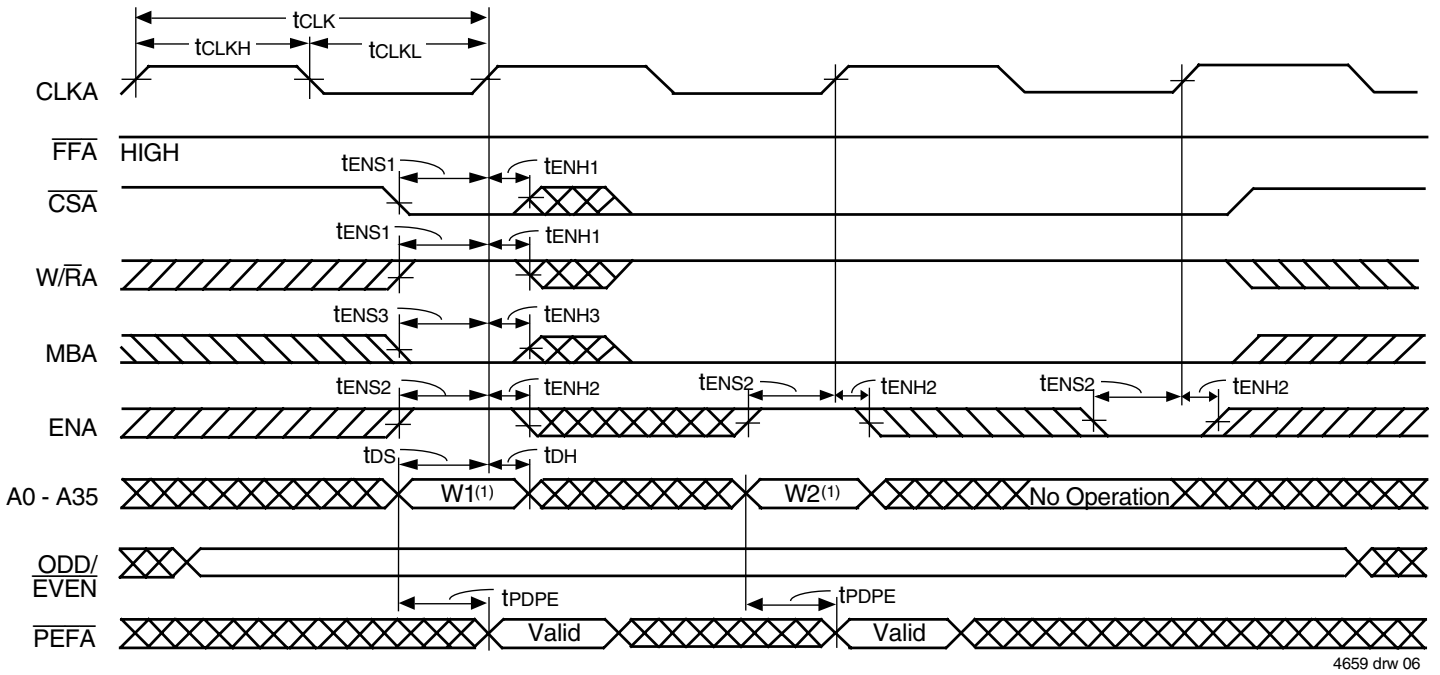 tCLK
tCLKH tCLKL
CLKA
FFA HIGH
tENS1 tENH1
CSA
tENS1 tENH1
W/RA
tENS3 tENH3
MBA
tENS2 tENH2 tENS2 tENH2 tENS2 tENH2
ENA
tDS tDH
A0 - A35 W1(1) W2(1) No Operation
ODD/
EVEN
tPDPE tPDPE
PEFA Valid Valid
4659 drw 06